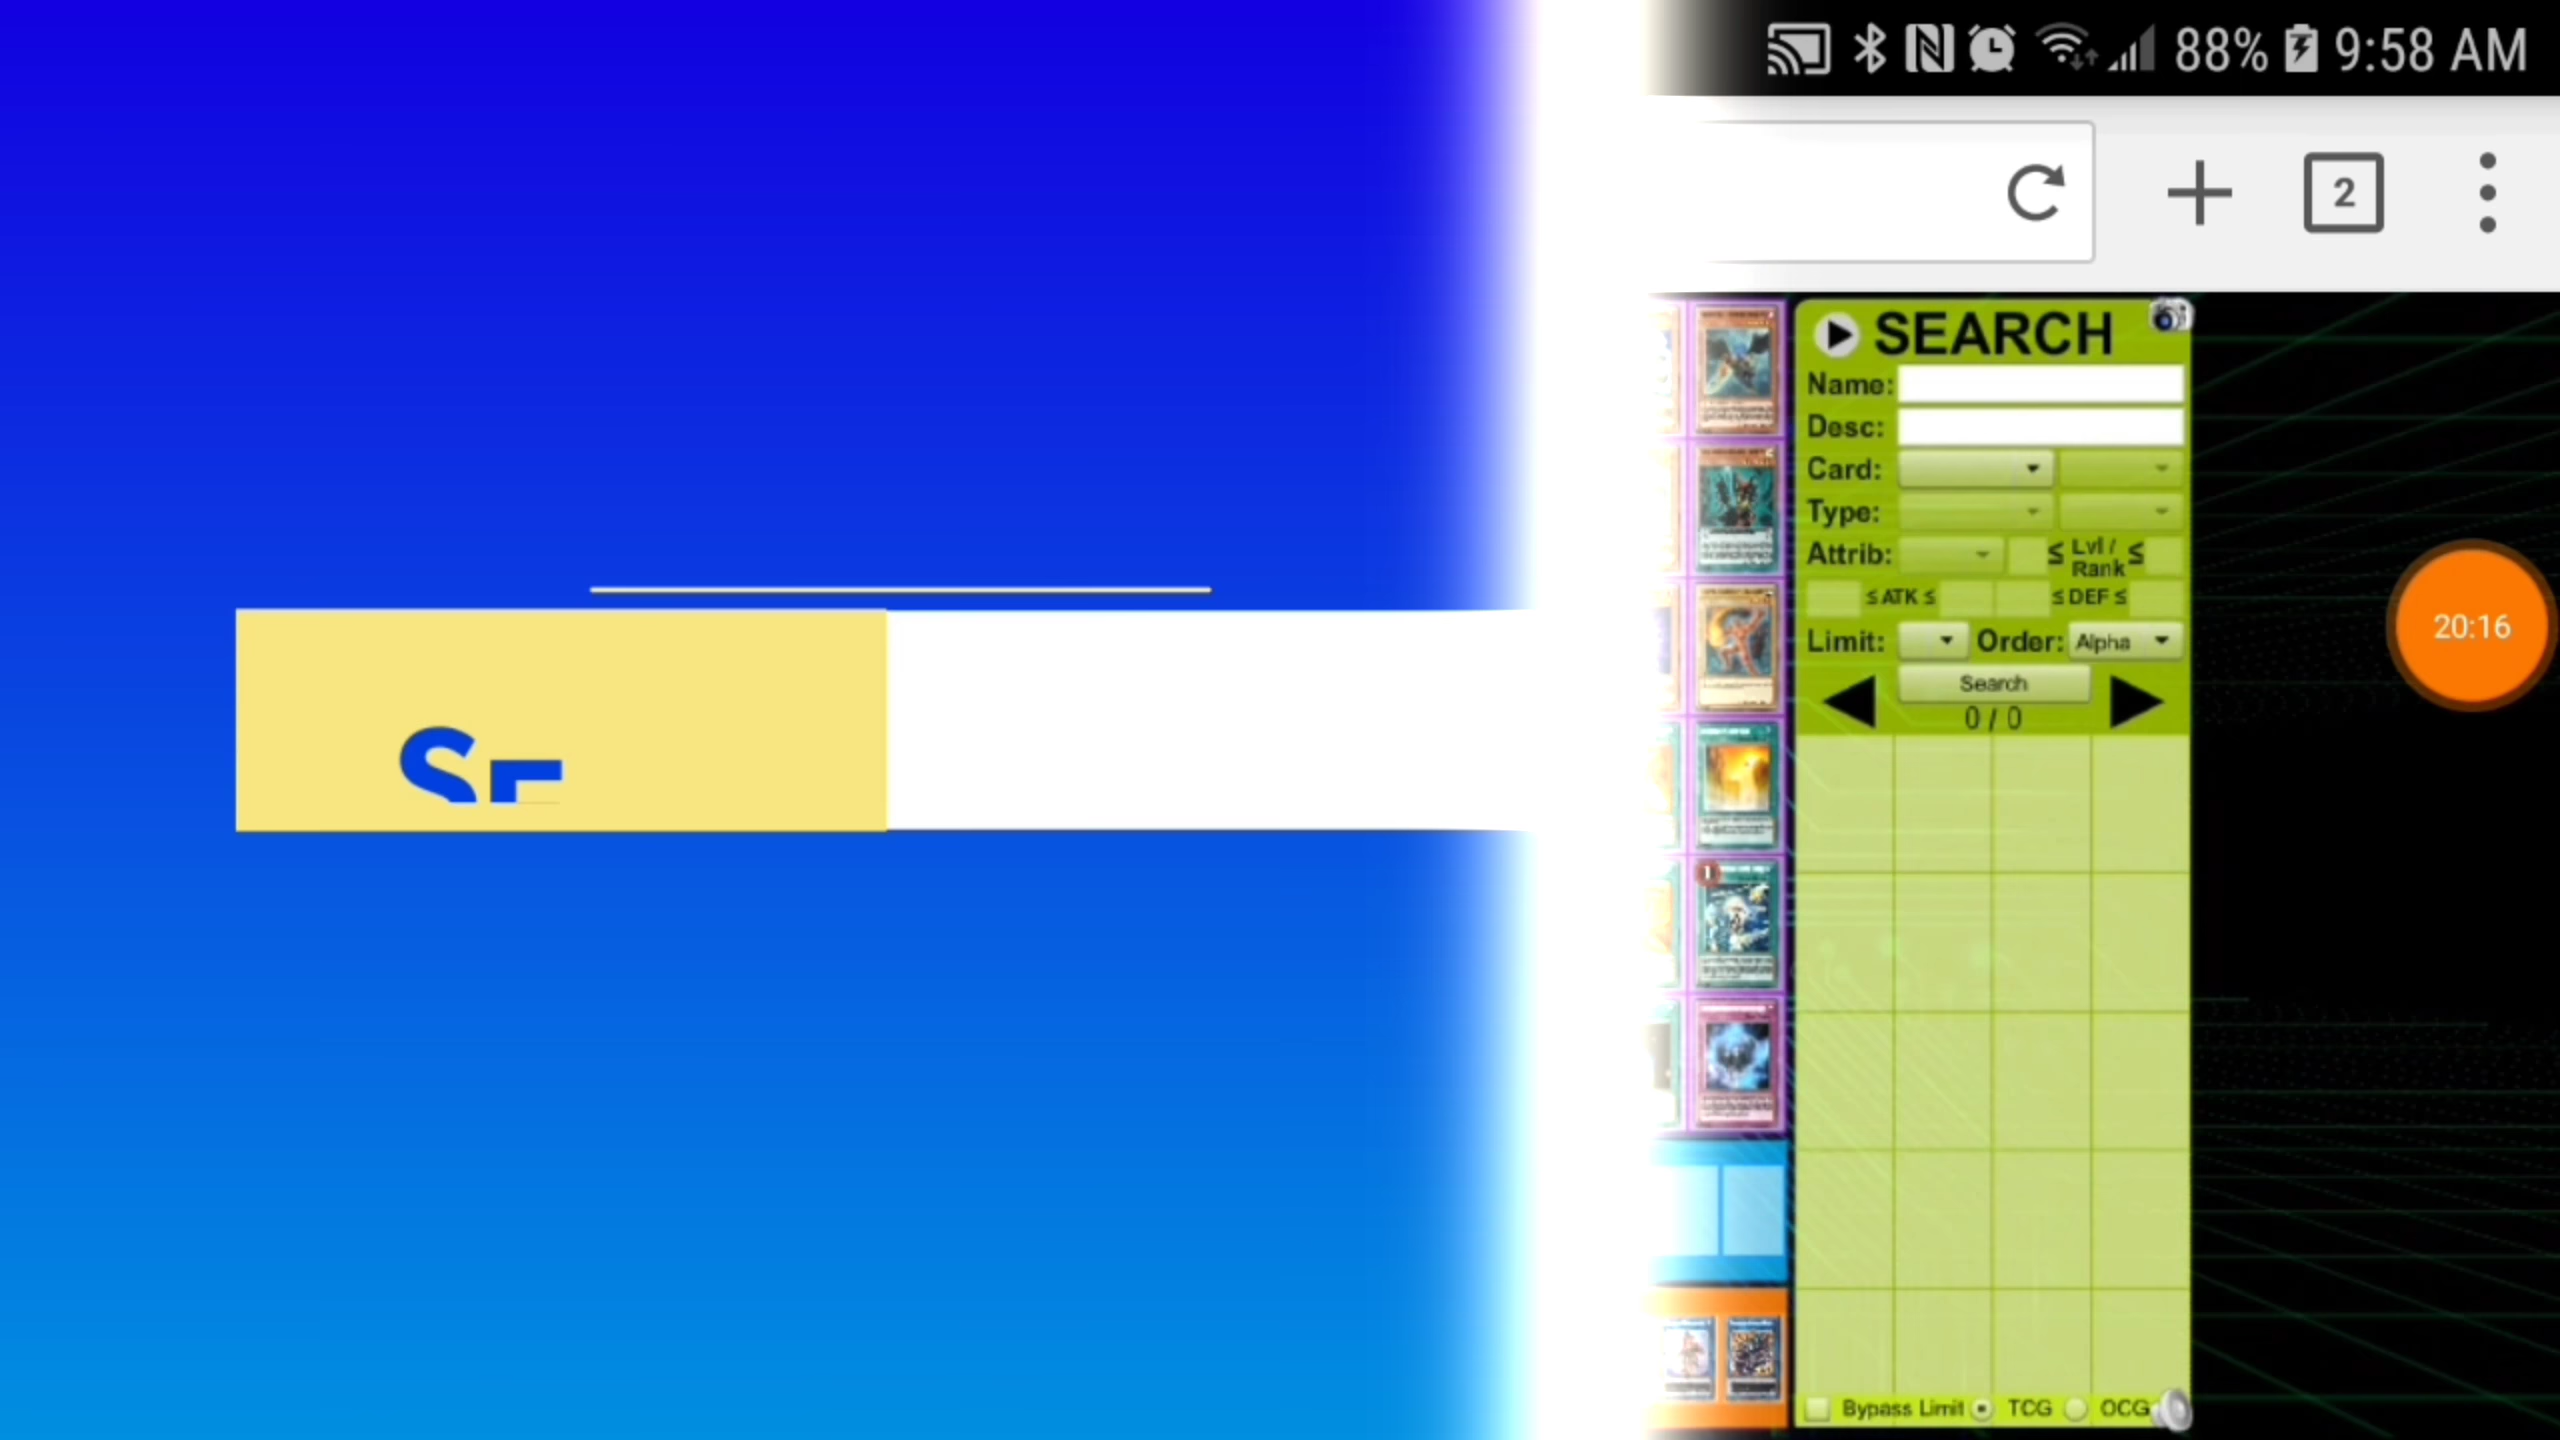 88% 9:58 AM
2
SEARCH
Name:
Desc:
Card:
Type:
Attrib: ≤ Lvl / Rank ≤
≤ ATK ≤ ≤ DEF ≤
Limit: Order: Alpha
Search
0 / 0
20:16
1
Bypass Limit TCG OCG